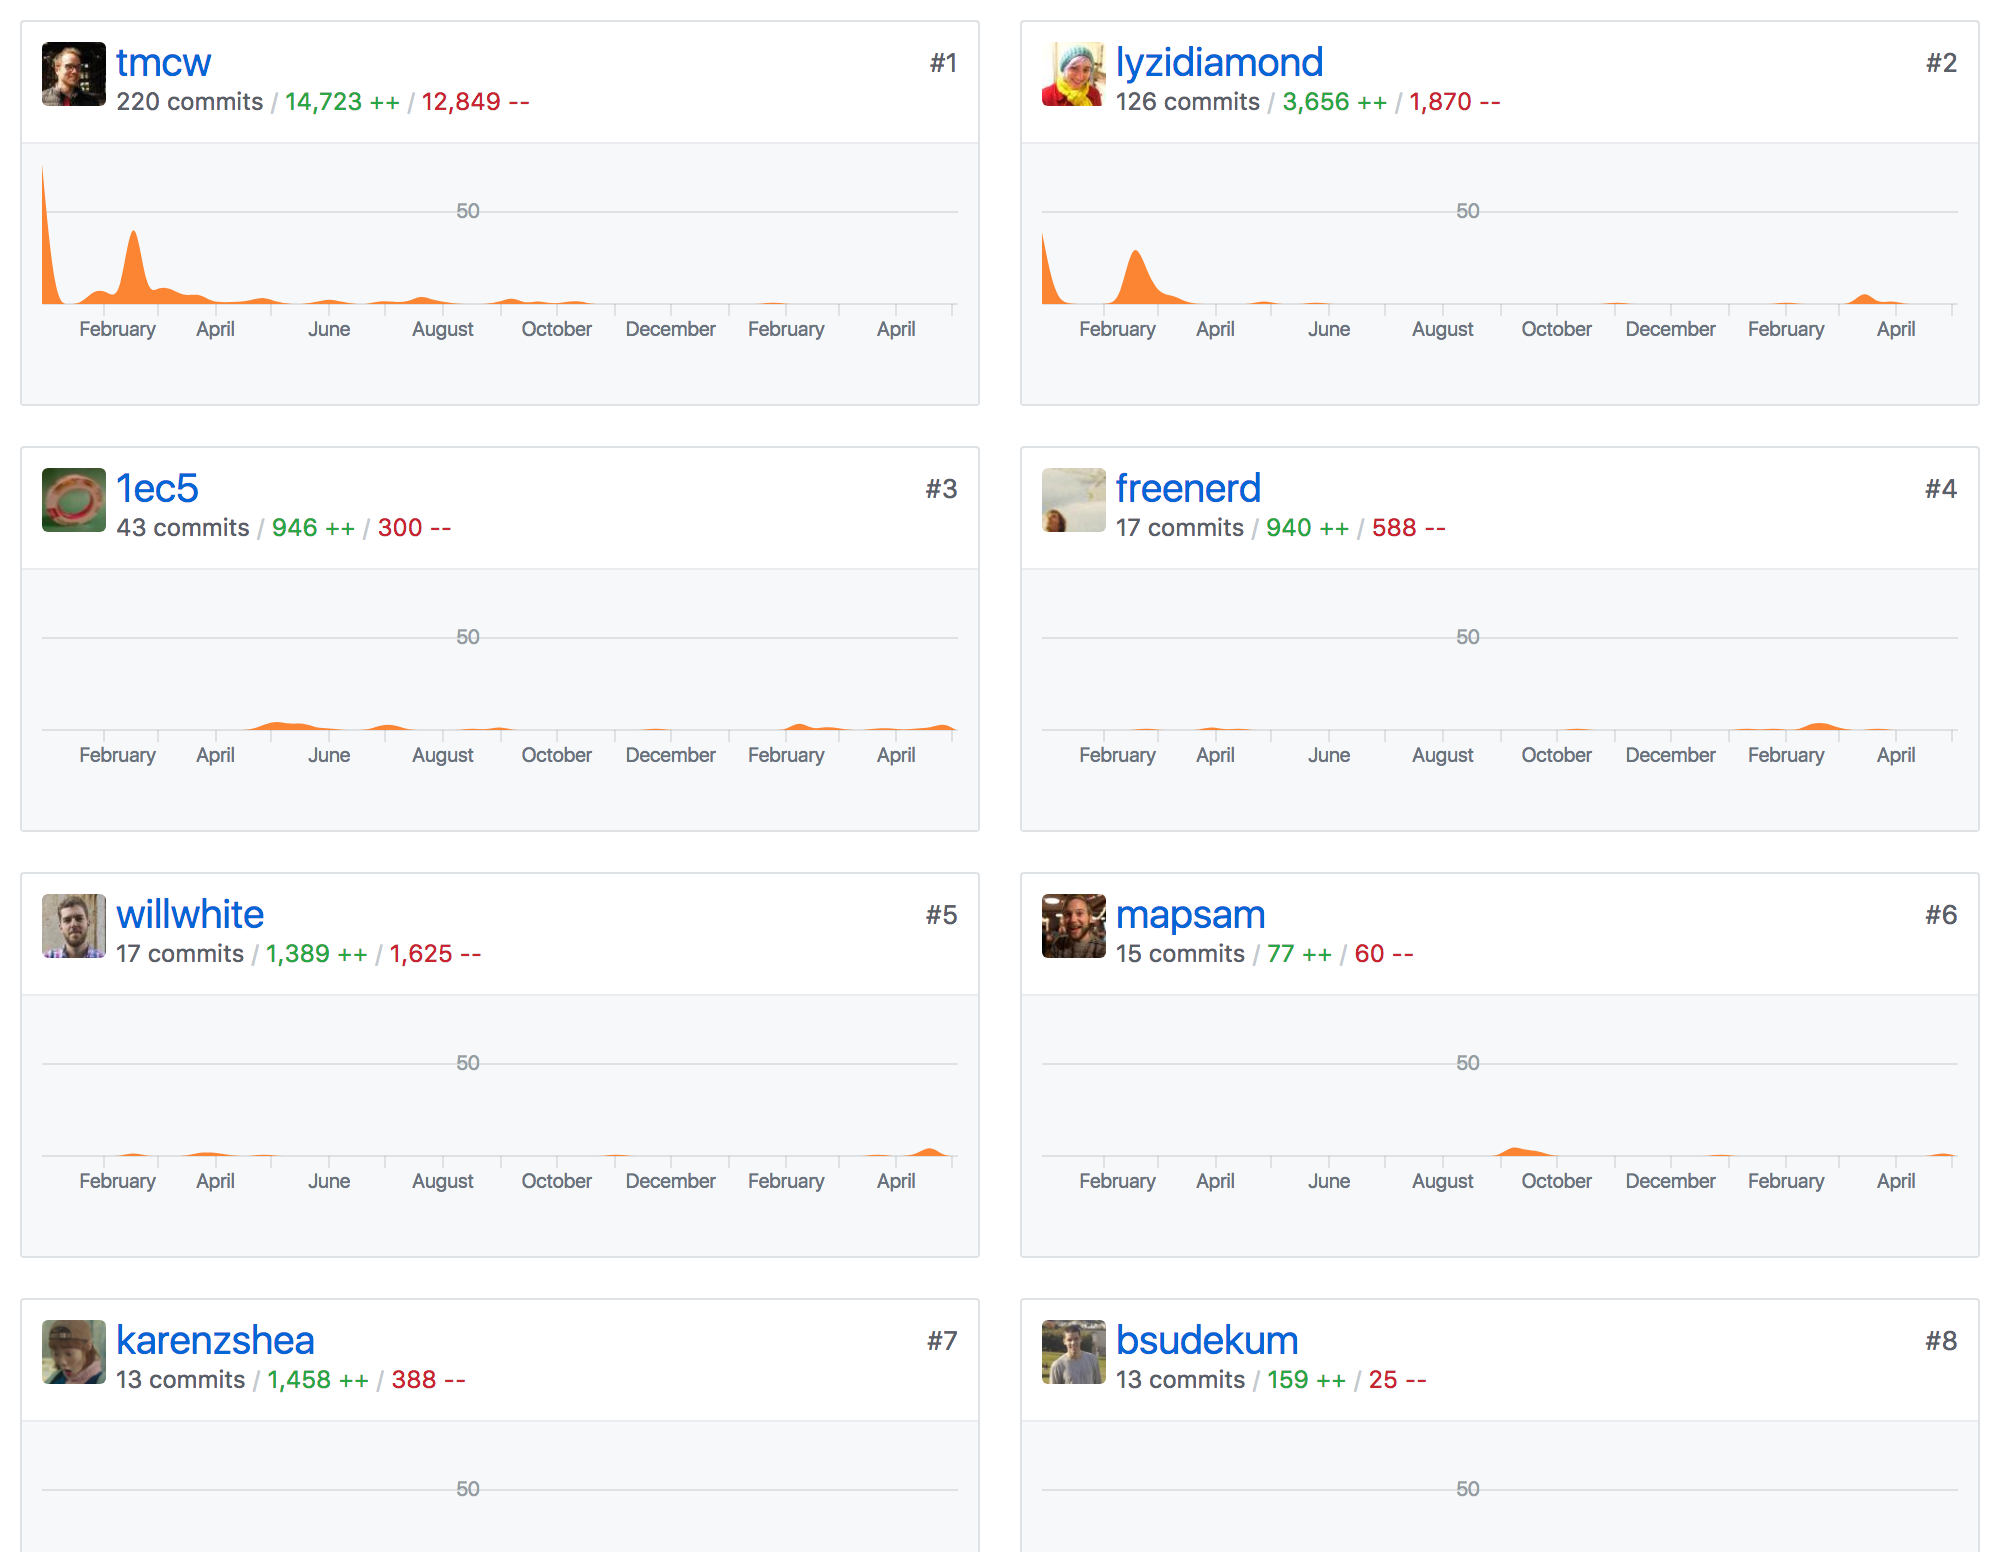 tmcw #1
220 commits / 14,723 ++ / 12,849 --
50
February April June August October December February April
lyzidiamond #2
126 commits / 3,656 ++ / 1,870 --
50
February April June August October December February April
1ec5 #3
43 commits / 946 ++ / 300 --
50
February April June August October December February April
freenerd #4
17 commits / 940 ++ / 588 --
50
February April June August October December February April
willwhite #5
17 commits / 1,389 ++ / 1,625 --
50
February April June August October December February April
mapsam #6
15 commits / 77 ++ / 60 --
50
February April June August October December February April
karenzshea #7
13 commits / 1,458 ++ / 388 --
50
bsudekum #8
13 commits / 159 ++ / 25 --
50